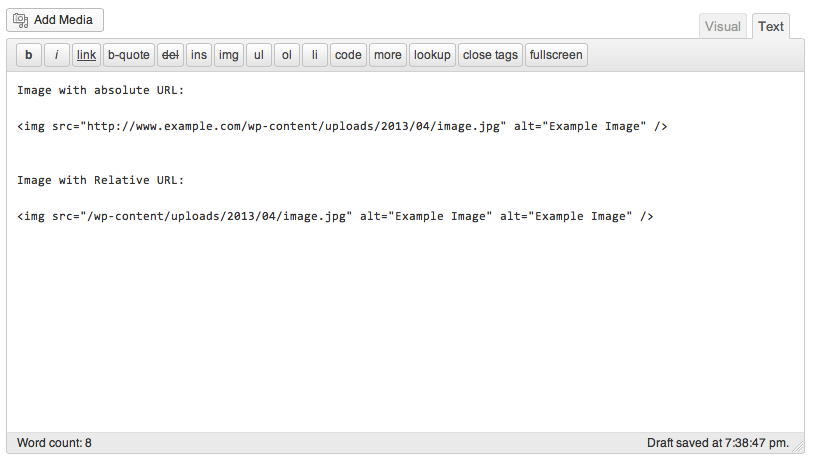 Add Media
Visual Text
b i link b-quote del ins img ul ol li code more lookup close tags fullscreen
Image with absolute URL:
<img src="http://www.example.com/wp-content/uploads/2013/04/image.jpg" alt="Example Image" />
Image with Relative URL:
<img src="/wp-content/uploads/2013/04/image.jpg" alt="Example Image" alt="Example Image" />
Word count: 8 Draft saved at 7:38:47 pm.